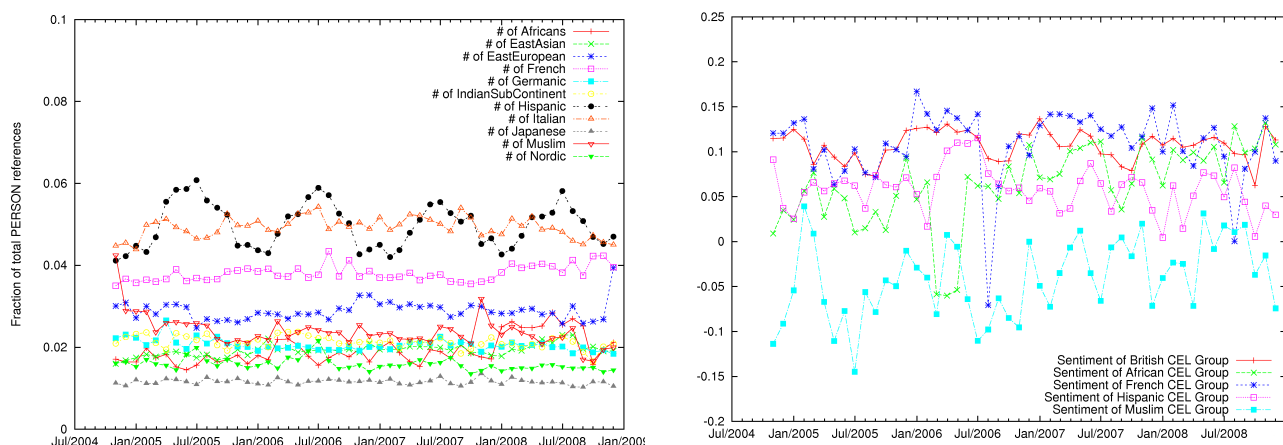 Fraction of total PERSON references
0.1
0.08
0.06
0.04
0.02
0
Jul/2004 Jan/2005 Jul/2005 Jan/2006 Jul/2006 Jan/2007 Jul/2007 Jan/2008 Jul/2008 Jan/2009
# of Africans
# of EastAsian
# of EastEuropean
# of French
# of Germanic
# of IndianSubContinent
# of Hispanic
# of Italian
# of Japanese
# of Muslim
# of Nordic
0.25
0.2
0.15
0.1
0.05
0
-0.05
-0.1
-0.15
-0.2
Jul/2004 Jan/2005 Jul/2005 Jan/2006 Jul/2006 Jan/2007 Jul/2007 Jan/2008 Jul/2008
Sentiment of British CEL Group
Sentiment of African CEL Group
Sentiment of French CEL Group
Sentiment of Hispanic CEL Group
Sentiment of Muslim CEL Group